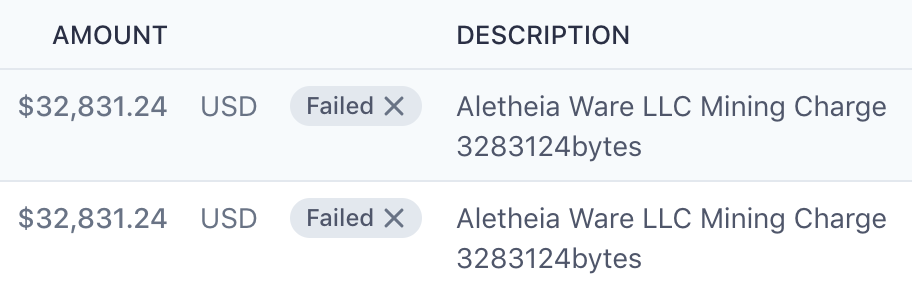 AMOUNT DESCRIPTION
$32,831.24 USD Failed Aletheia Ware LLC Mining Charge
3283124bytes
$32,831.24 USD Failed Aletheia Ware LLC Mining Charge
3283124bytes